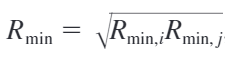 R_min = √(R_min,i R_min,j)